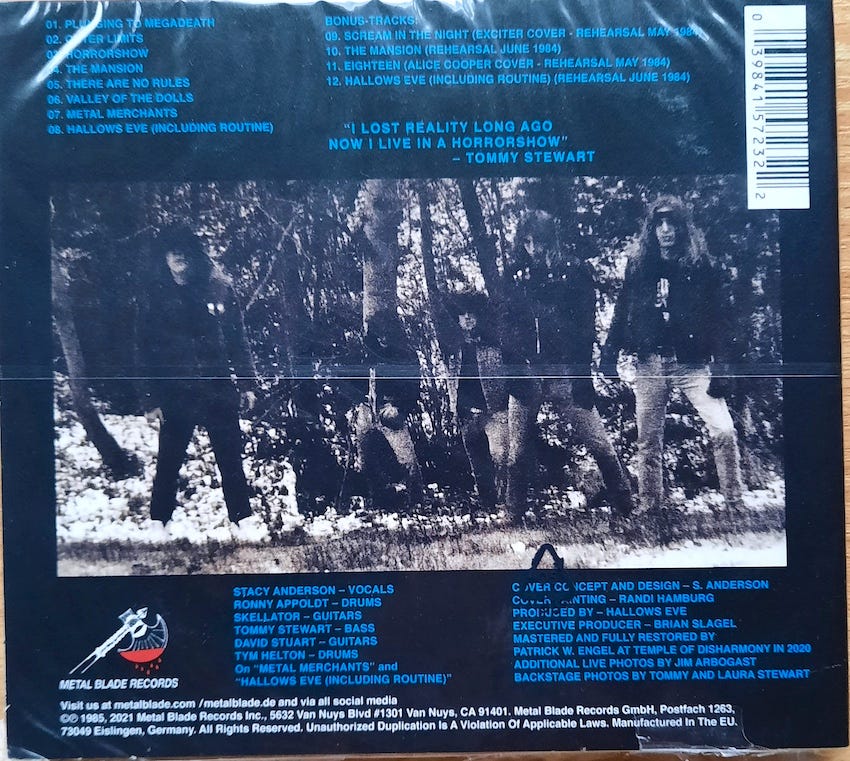 01. PLUNGING TO MEGADEATH
02. OUTER LIMITS
03. HORRORSHOW
04. THE MANSION
05. THERE ARE NO RULES
06. VALLEY OF THE DOLLS
07. METAL MERCHANTS
08. HALLOWS EVE (INCLUDING ROUTINE)
BONUS-TRACKS:
09. SCREAM IN THE NIGHT (EXCITER COVER - REHEARSAL MAY 1984)
10. THE MANSION (REHEARSAL JUNE 1984)
11. EIGHTEEN (ALICE COOPER COVER - REHEARSAL MAY 1984)
12. HALLOWS EVE (INCLUDING ROUTINE) (REHEARSAL JUNE 1984)
"I LOST REALITY LONG AGO
NOW I LIVE IN A HORRORSHOW"
– TOMMY STEWART
0 39841 57232 2
STACY ANDERSON – VOCALS
RONNY APPOLDT – DRUMS
SKELLATOR – GUITARS
TOMMY STEWART – BASS
DAVID STUART – GUITARS
TYM HELTON – DRUMS
On "METAL MERCHANTS" and
"HALLOWS EVE (INCLUDING ROUTINE)"
COVER CONCEPT AND DESIGN – S. ANDERSON
COVER PAINTING – RANDI HAMBURG
PRODUCED BY – HALLOWS EVE
EXECUTIVE PRODUCER – BRIAN SLAGEL
MASTERED AND FULLY RESTORED BY
PATRICK W. ENGEL AT TEMPLE OF DISHARMONY IN 2020
ADDITIONAL LIVE PHOTOS BY JIM ARBOGAST
BACKSTAGE PHOTOS BY TOMMY AND LAURA STEWART
METAL BLADE RECORDS
Visit us at metalblade.com / metalblade.de and via all social media
©℗ 1985, 2021 Metal Blade Records Inc., 5632 Van Nuys Blvd #1301 Van Nuys, CA 91401. Metal Blade Records GmbH, Postfach 1263,
73049 Eislingen, Germany. All Rights Reserved. Unauthorized Duplication Is A Violation Of Applicable Laws. Manufactured In The EU.